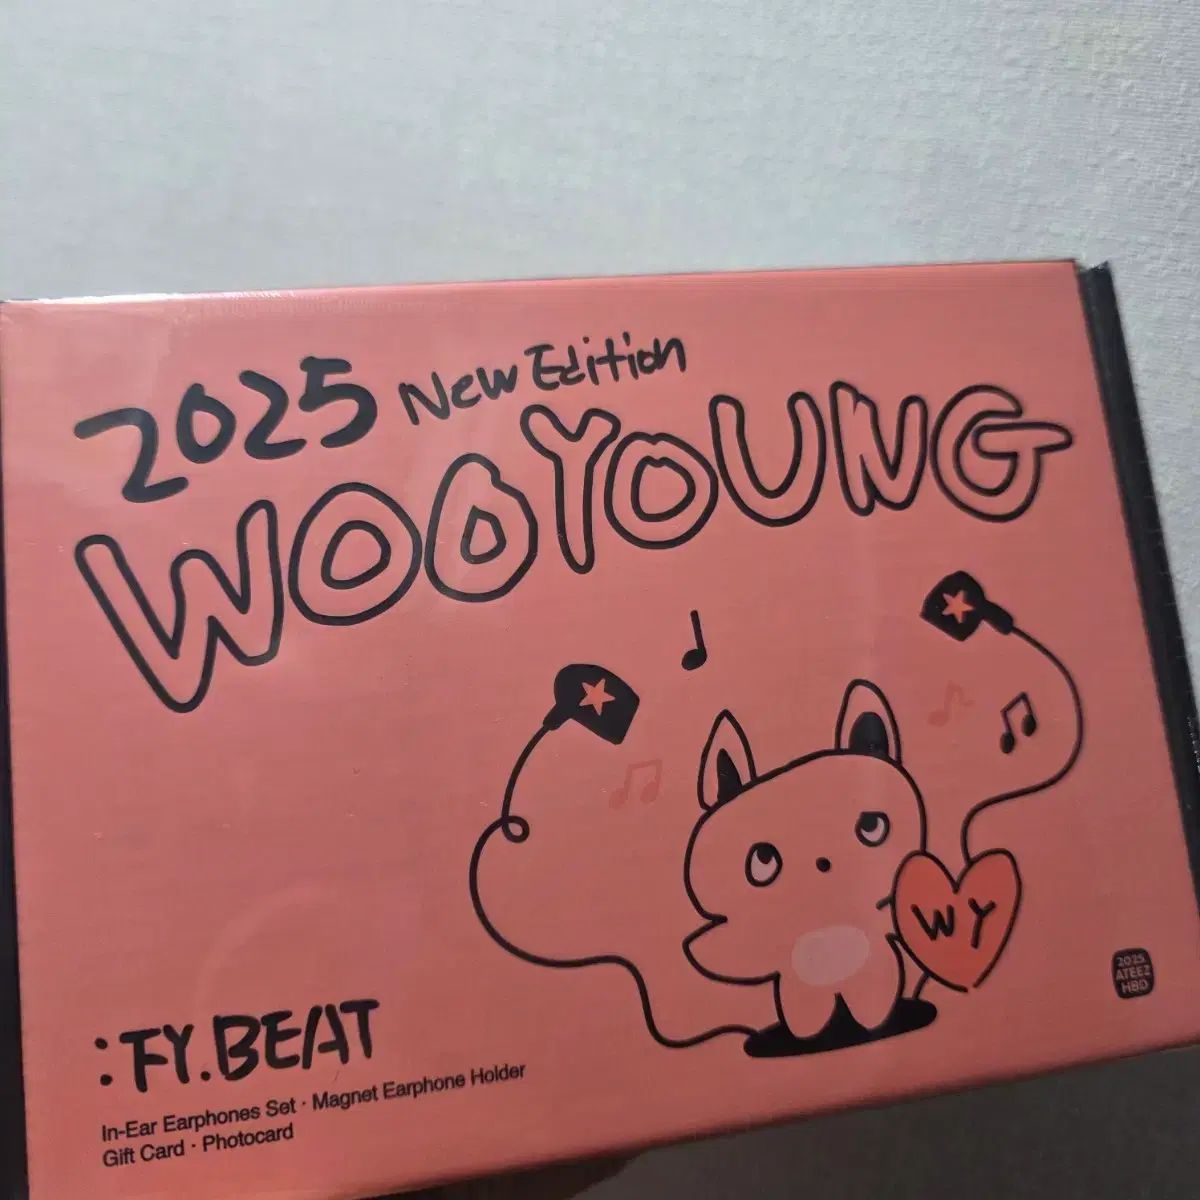 2025 New Edition
WOOYOUNG
WY
2025
ATEEZ
HBD
:FY.BEAT
In-Ear Earphones Set · Magnet Earphone Holder
Gift Card · Photocard